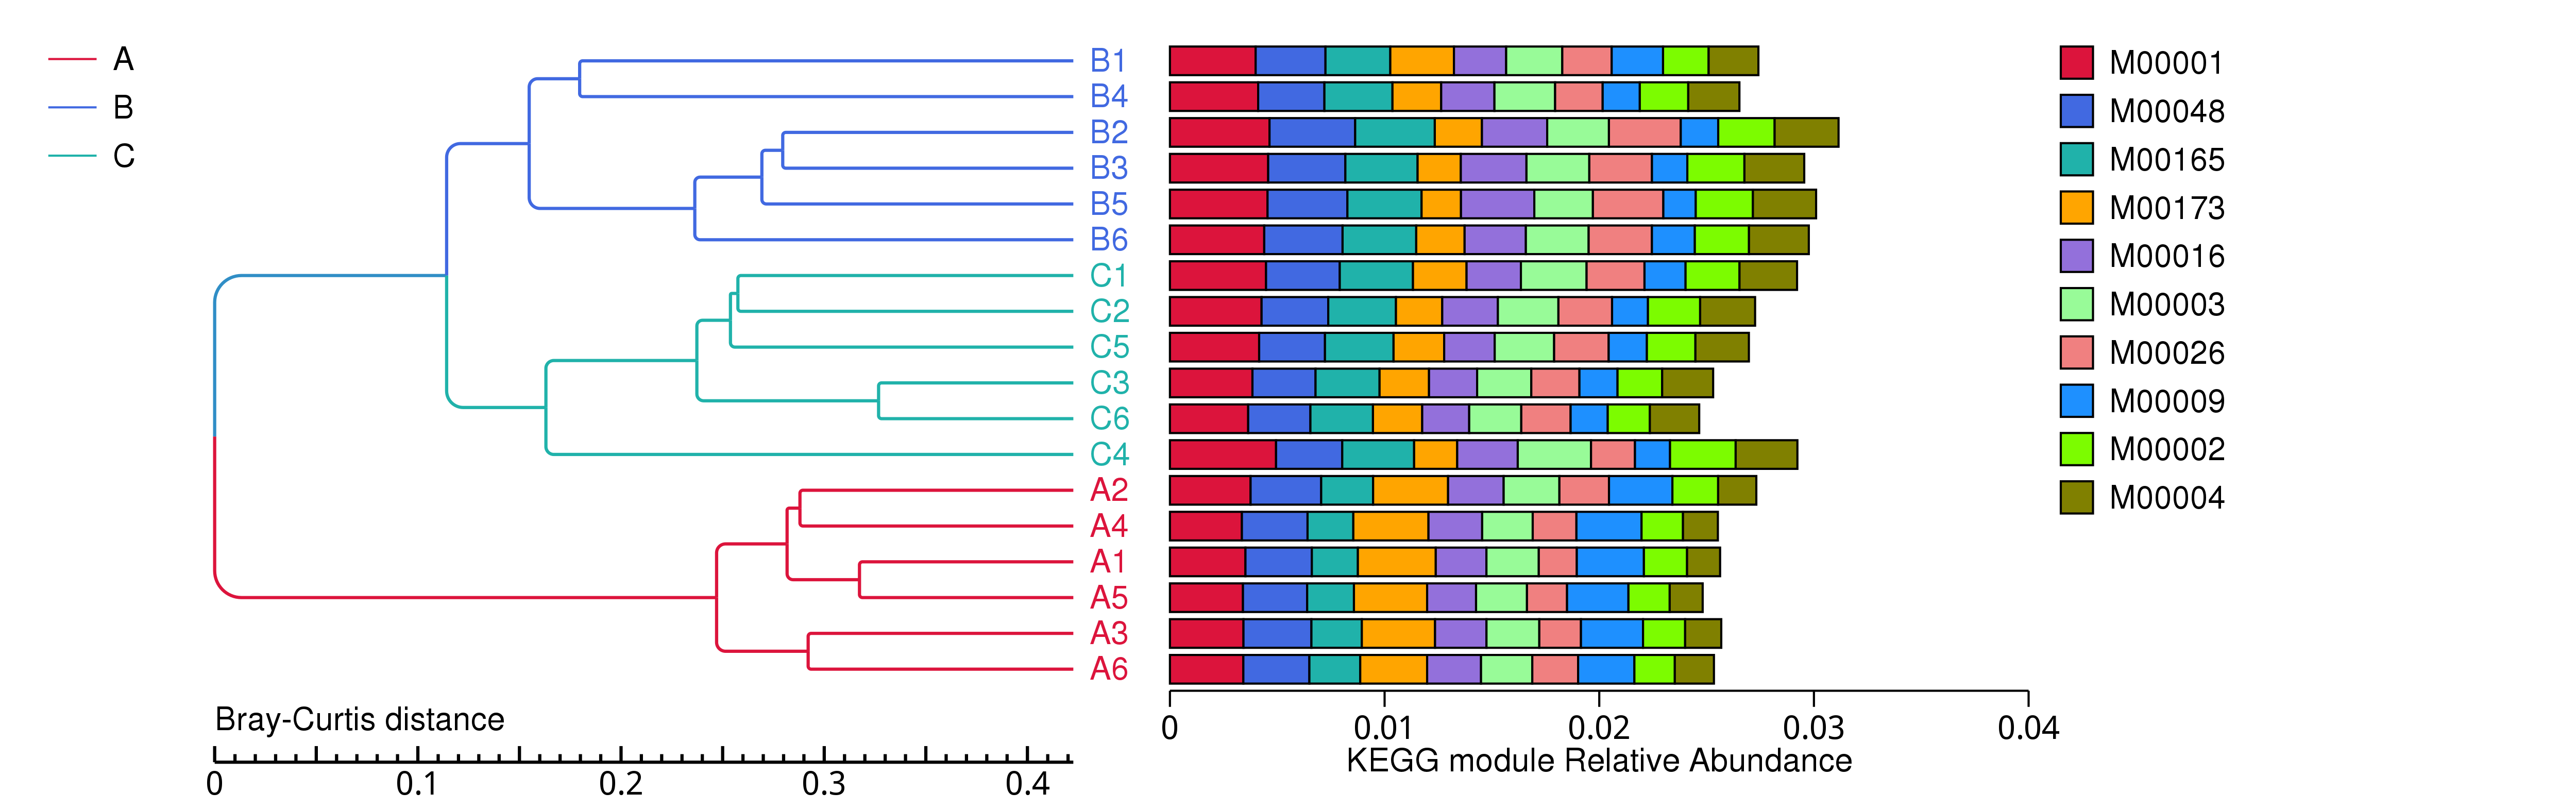 A
B
C
B1
B4
B2
B3
B5
B6
C1
C2
C5
C3
C6
C4
A2
A4
A1
A5
A3
A6
Bray-Curtis distance
0 0.1 0.2 0.3 0.4
0 0.01 0.02 0.03 0.04
KEGG module Relative Abundance
M00001
M00048
M00165
M00173
M00016
M00003
M00026
M00009
M00002
M00004